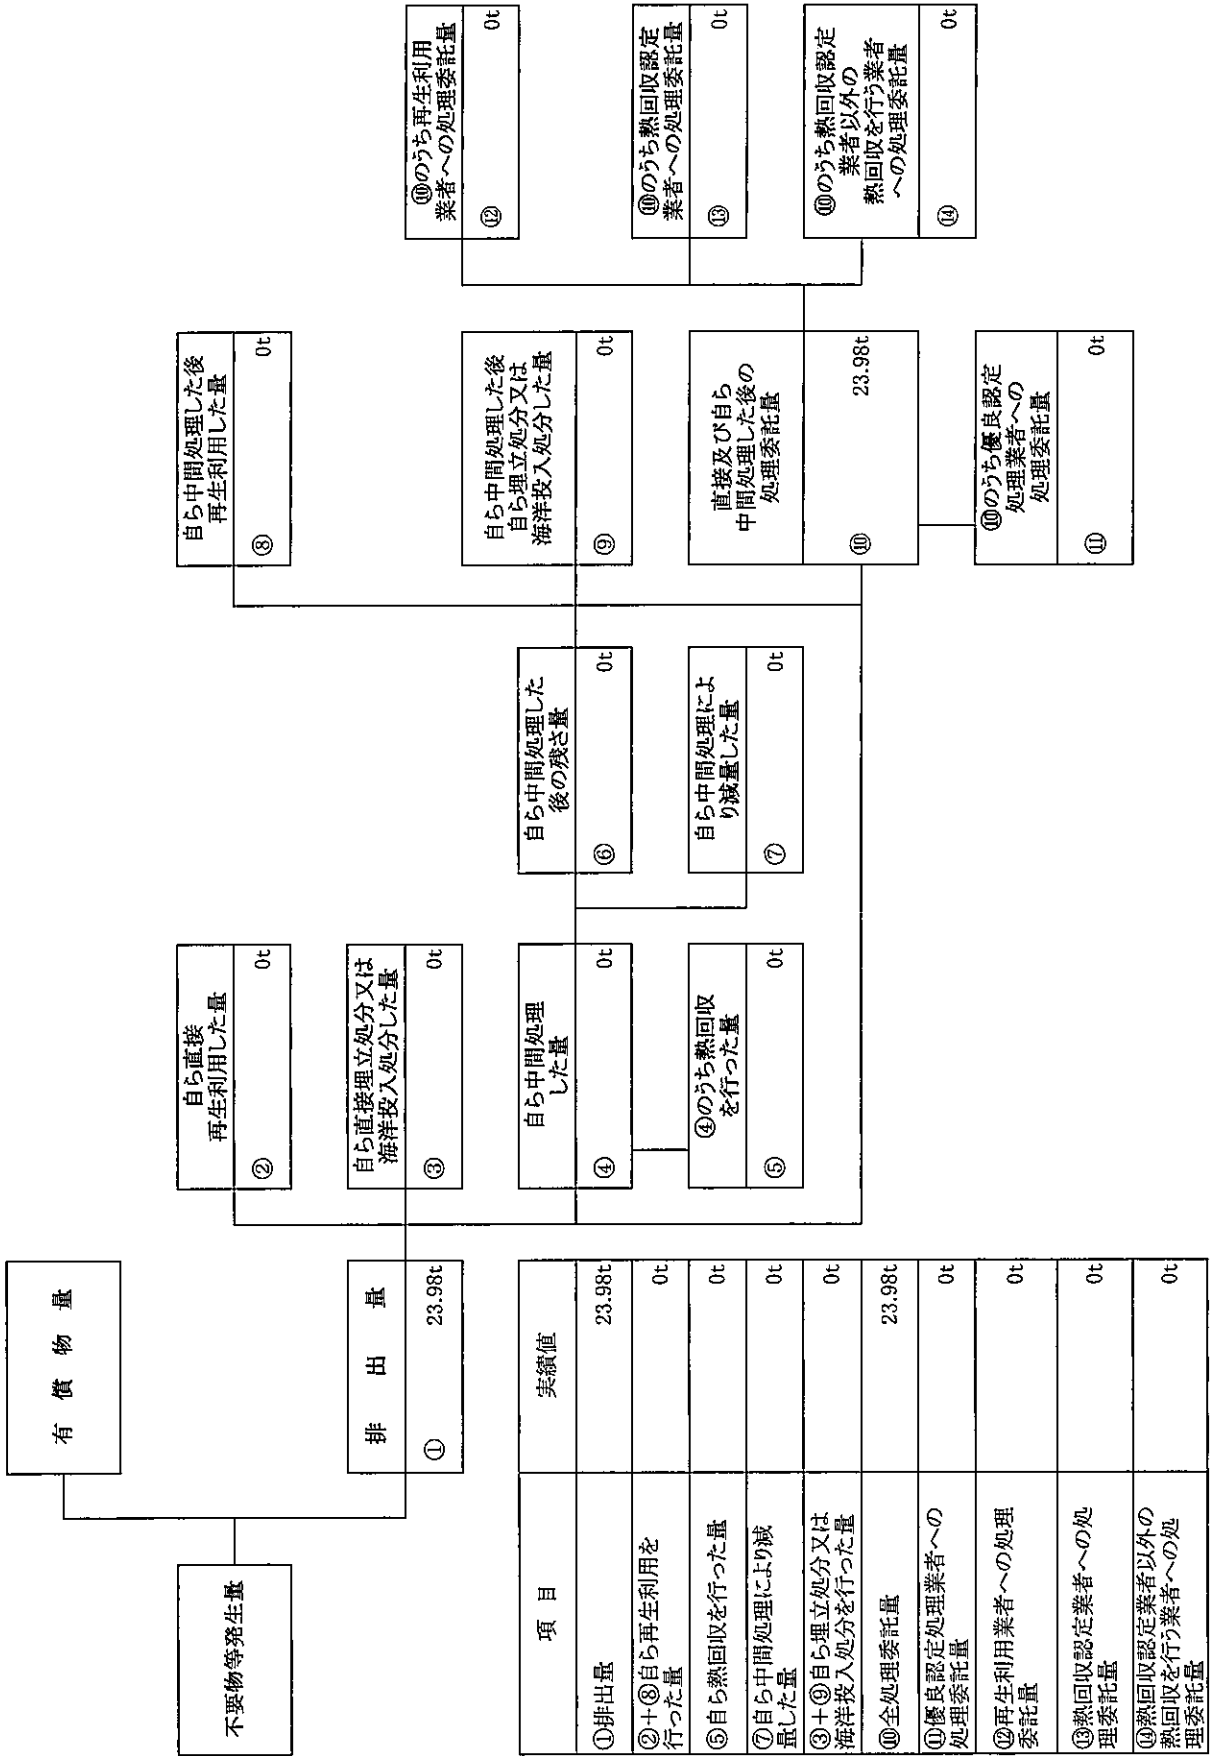 不要物等発生量
有 償 物 量
排 出 量
① 23.98t
自ら直接
再生利用した量
② 0t
自ら直接埋立処分又は
海洋投入処分した量
③ 0t
自ら中間処理
した量
④ 0t
④のうち熱回収
を行った量
⑤ 0t
自ら中間処理した
後の残さ量
⑥ 0t
自ら中間処理によ
り減量した量
⑦ 0t
自ら中間処理した後
再生利用した量
⑧ 0t
自ら中間処理した後
自ら埋立処分又は
海洋投入処分した量
⑨ 0t
直接及び自ら
中間処理した後の
処理委託量
⑩ 23.98t
⑩のうち優良認定
処理業者への
処理委託量
⑪ 0t
⑩のうち再生利用
業者への処理委託量
⑫ 0t
⑩のうち熱回収認定
業者への処理委託量
⑬ 0t
⑩のうち熱回収認定
業者以外の
熱回収を行う業者
への処理委託量
⑭ 0t
項 目 実績値
①排出量 23.98t
②+⑧自ら再生利用を
行った量 0t
⑤自ら熱回収を行った量 0t
⑦自ら中間処理により減
量した量 0t
③+⑨自ら埋立処分又は
海洋投入処分を行った量 0t
⑩全処理委託量 23.98t
⑪優良認定処理業者への
処理委託量 0t
⑫再生利用業者への処理
委託量 0t
⑬熱回収認定業者への処
理委託量 0t
⑭熱回収認定業者以外の
熱回収を行う業者への処
理委託量 0t